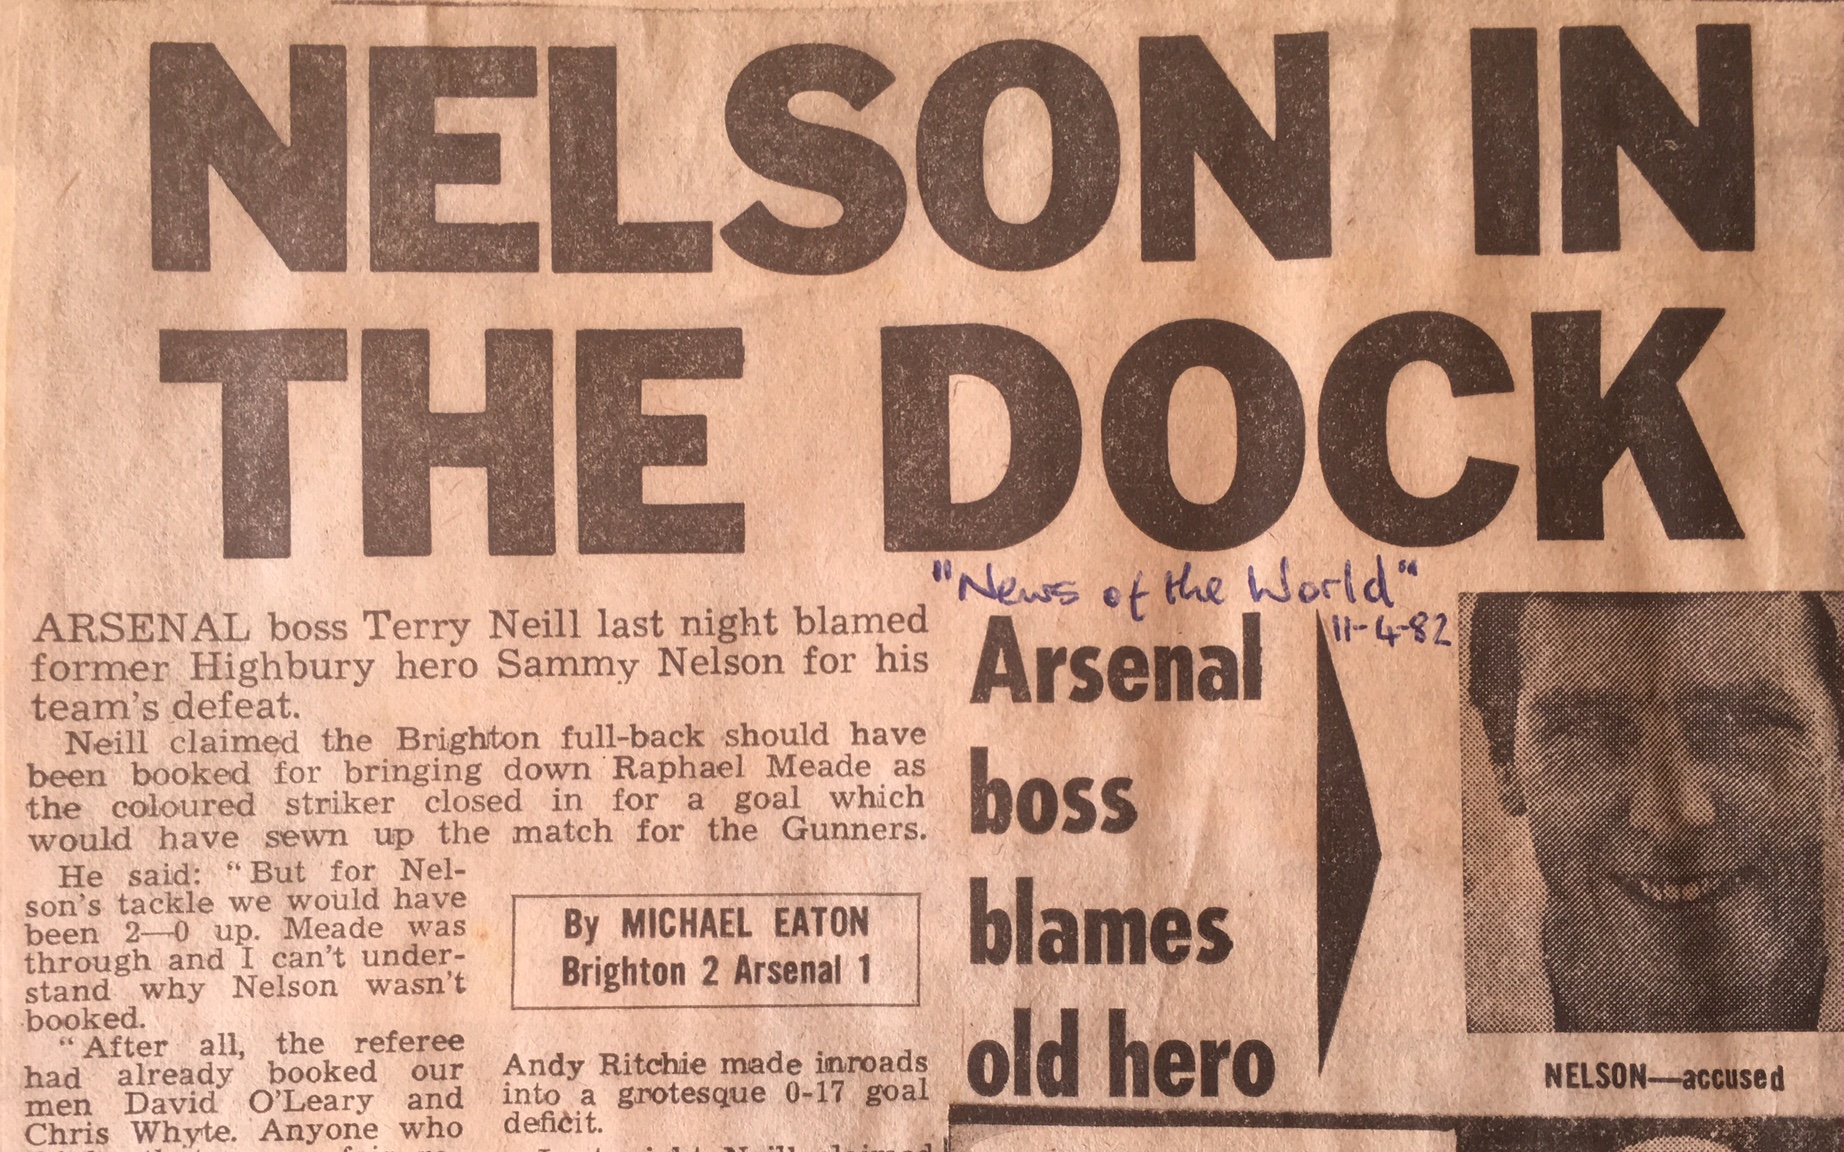 NELSON IN
THE DOCK
"News of the World"
11-4-82
ARSENAL boss Terry Neill last night blamed
former Highbury hero Sammy Nelson for his
team's defeat.
Neill claimed the Brighton full-back should have
been booked for bringing down Raphael Meade as
the coloured striker closed in for a goal which
would have sewn up the match for the Gunners.
He said: "But for Nel-
son's tackle we would have
been 2—0 up. Meade was
through and I can't under-
stand why Nelson wasn't
booked.
"After all, the referee
had already booked our
men David O'Leary and
Chris Whyte. Anyone who
By MICHAEL EATON
Brighton 2 Arsenal 1
Andy Ritchie made inroads
into a grotesque 0-17 goal
deficit.
Arsenal
boss
blames
old hero
NELSON—accused